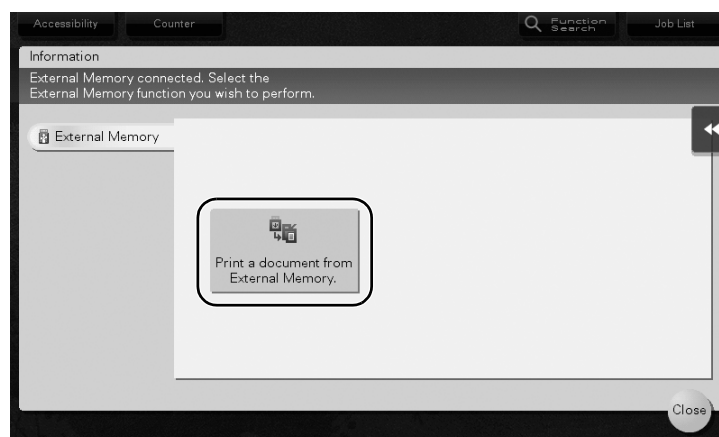 Accessibility
Counter
Function
Search
Job List
Information
External Memory connected. Select the
External Memory function you wish to perform.
External Memory
Print a document from
External Memory.
Close